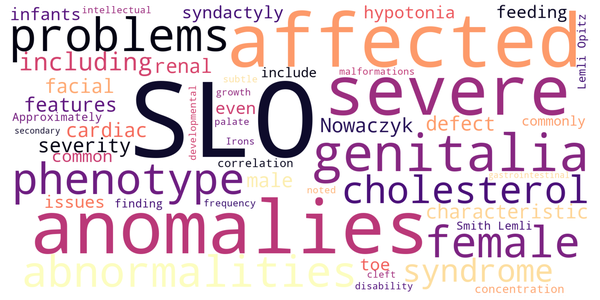 infants intellectual syndactyly hypotonia feeding
problems affected Lemli Opitz
including renal
facial subtle include malformations severe
features growth
Approximately developmental even SLO Nowaczyk defect commonly
secondary cardiac palate
severity Irons genitalia
common correlation gastrointestinal
phenotype male cholesterol
issues finding frequency noted
anomalies characteristic
Smith Lemli female
abnormalities toe syndrome
cleft
disability concentration